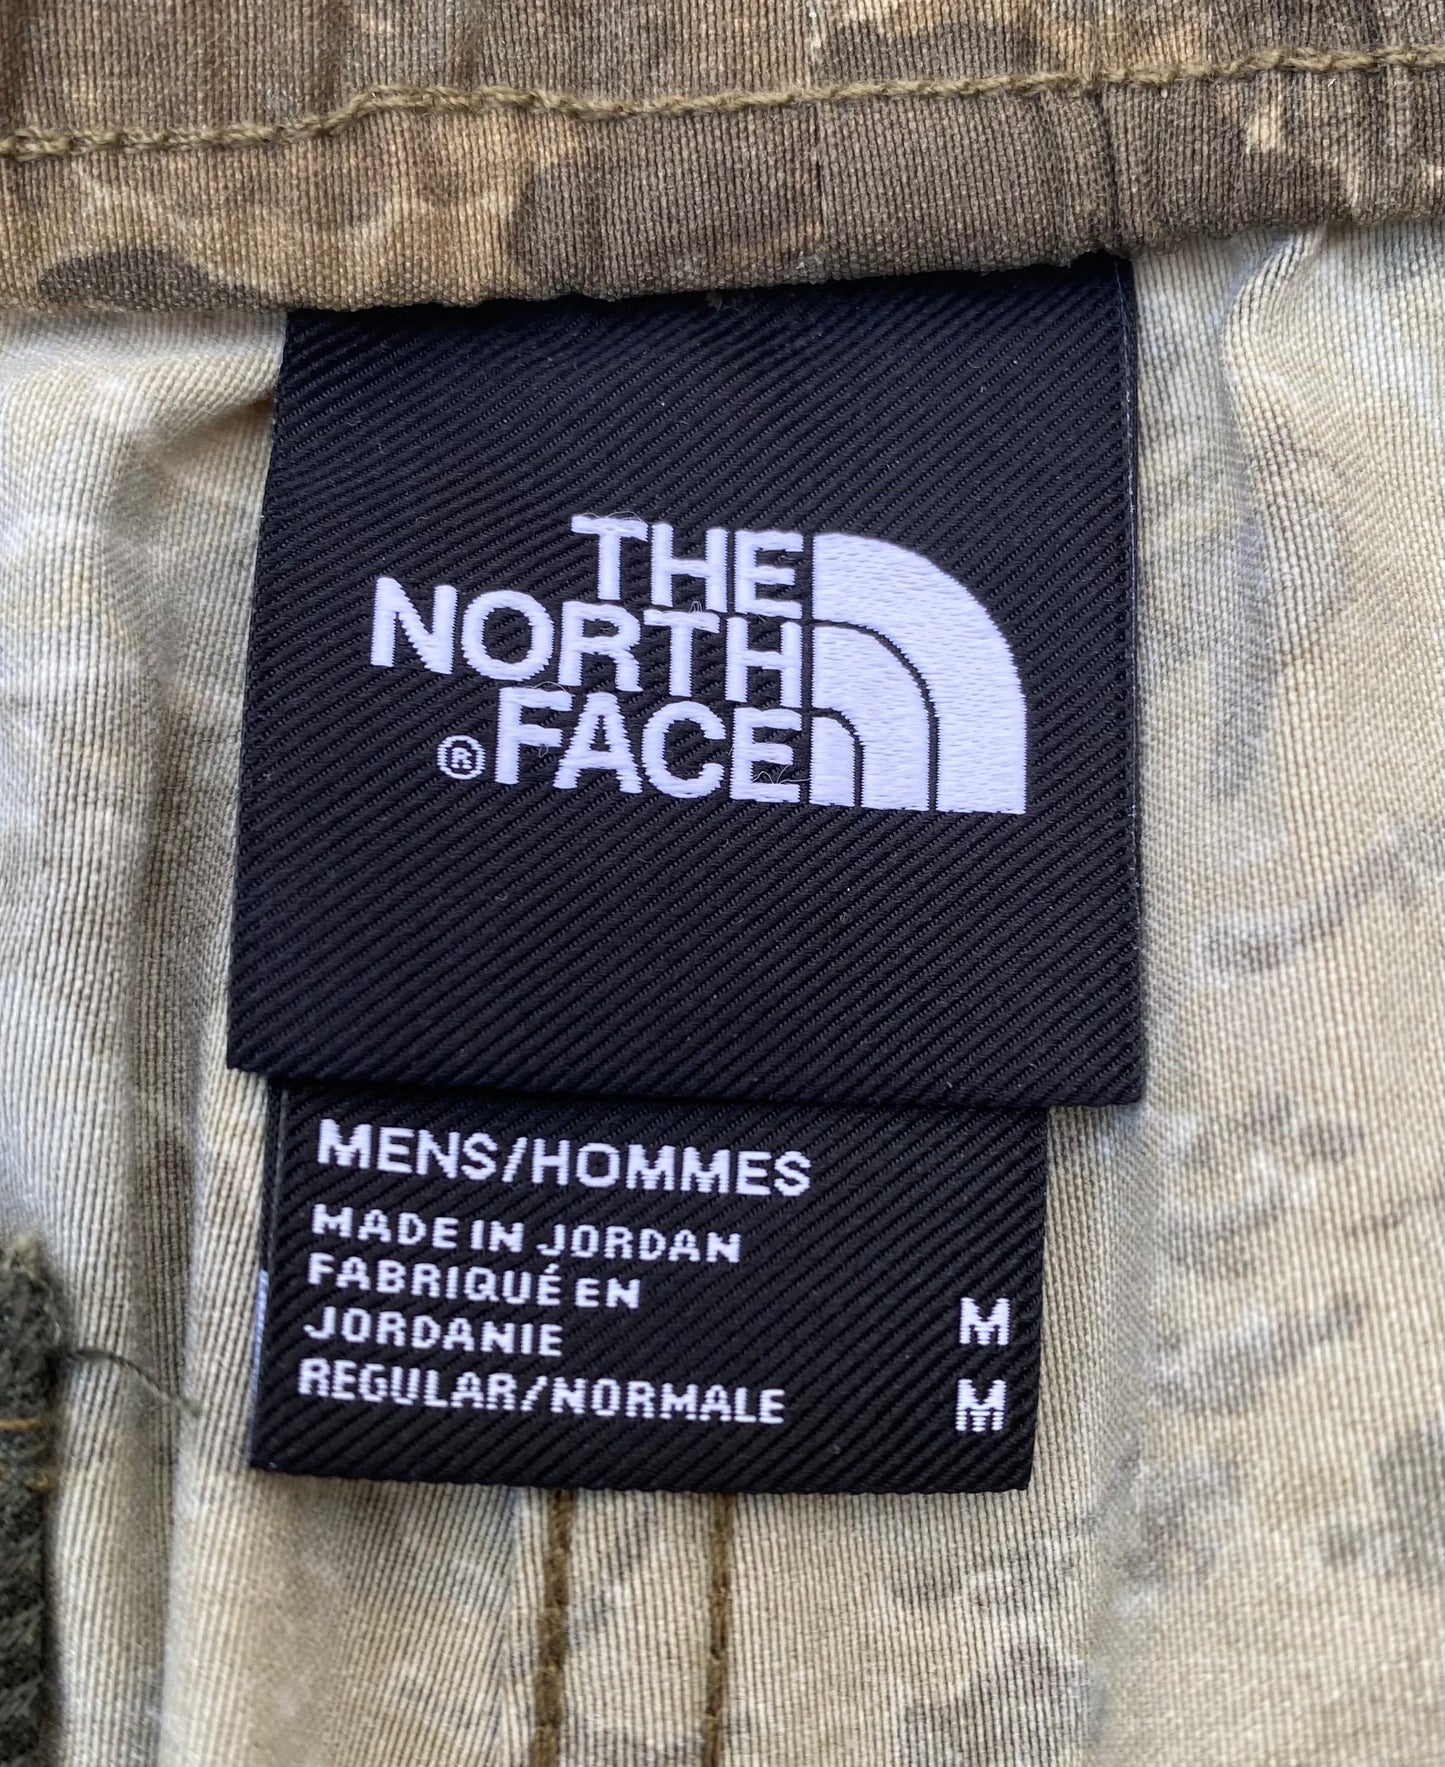 THE
NORTH
® FACE
MENS/HOMMES
MADE IN JORDAN
FABRIQUÉ EN
JORDANIE M
REGULAR/NORMALE M